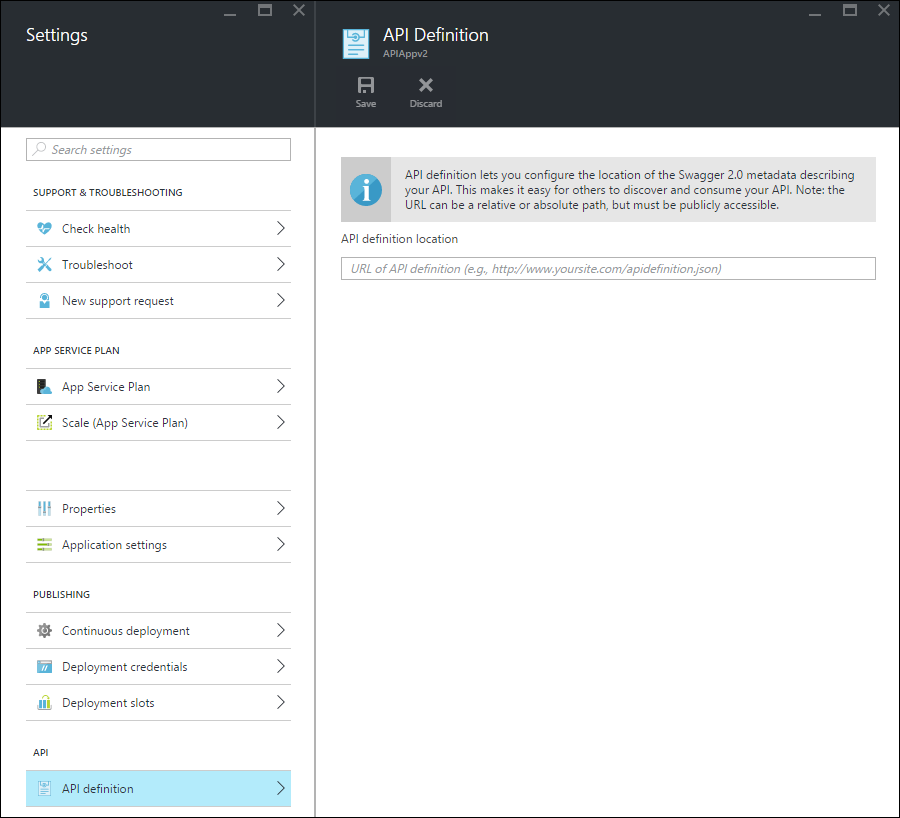 Settings
Search settings
SUPPORT & TROUBLESHOOTING
Check health
Troubleshoot
New support request
APP SERVICE PLAN
App Service Plan
Scale (App Service Plan)
Properties
Application settings
PUBLISHING
Continuous deployment
Deployment credentials
Deployment slots
API
API definition
API Definition
APIAppv2
Save
Discard
API definition lets you configure the location of the Swagger 2.0 metadata describing
your API. This makes it easy for others to discover and consume your API. Note: the
URL can be a relative or absolute path, but must be publicly accessible.
API definition location
URL of API definition (e.g., http://www.yoursite.com/apidefinition.json)